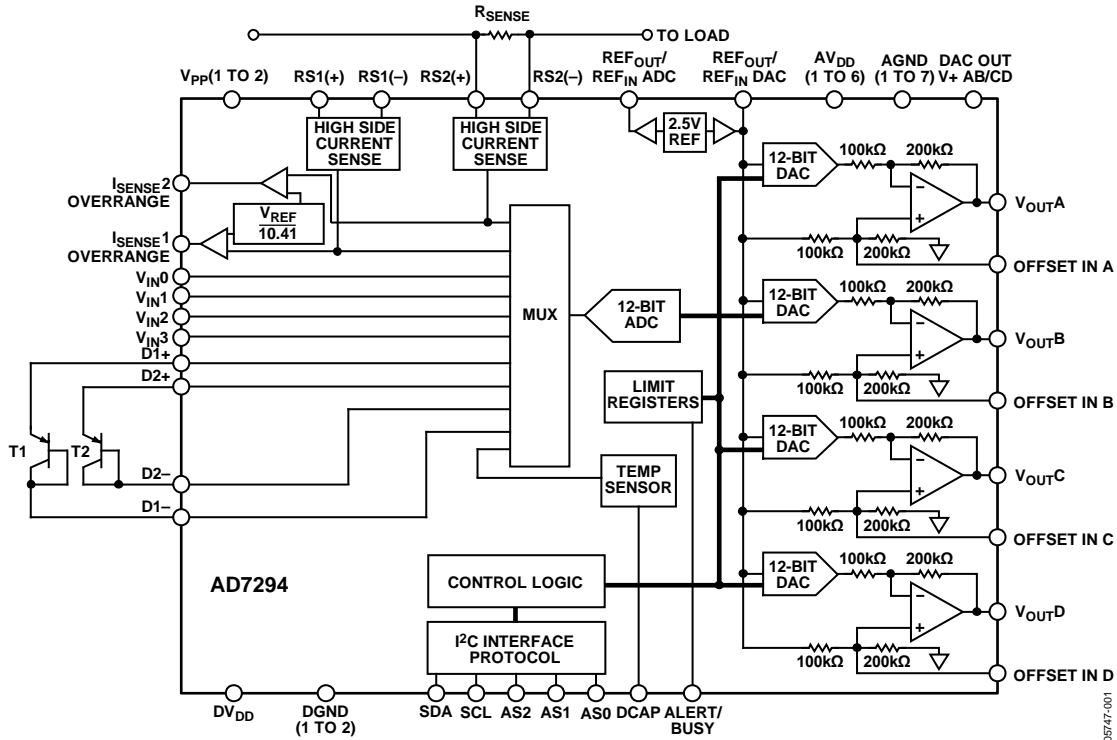 RSENSE
TO LOAD
VPP(1 TO 2)
RS1(+)
RS1(–)
RS2(+)
RS2(–)
REFOUT/
REFIN ADC
REFOUT/
REFIN DAC
AVDD
(1 TO 6)
AGND
(1 TO 7)
DAC OUT
V+ AB/CD
HIGH SIDE
CURRENT
SENSE
HIGH SIDE
CURRENT
SENSE
2.5V
REF
12-BIT
DAC
100kΩ
200kΩ
–
+
VOUTA
100kΩ
200kΩ
OFFSET IN A
ISENSE2
OVERRANGE
VREF
10.41
ISENSE1
OVERRANGE
VIN0
VIN1
VIN2
VIN3
D1+
D2+
MUX
12-BIT
ADC
12-BIT
DAC
100kΩ
200kΩ
–
+
VOUTB
100kΩ
200kΩ
OFFSET IN B
LIMIT
REGISTERS
T1
T2
D2–
D1–
TEMP
SENSOR
12-BIT
DAC
100kΩ
200kΩ
–
+
VOUTC
100kΩ
200kΩ
OFFSET IN C
AD7294
CONTROL LOGIC
I2C INTERFACE
PROTOCOL
12-BIT
DAC
100kΩ
200kΩ
–
+
VOUTD
100kΩ
200kΩ
OFFSET IN D
DVDD
DGND
(1 TO 2)
SDA
SCL
AS2
AS1
AS0
DCAP
ALERT/
BUSY
05747-001